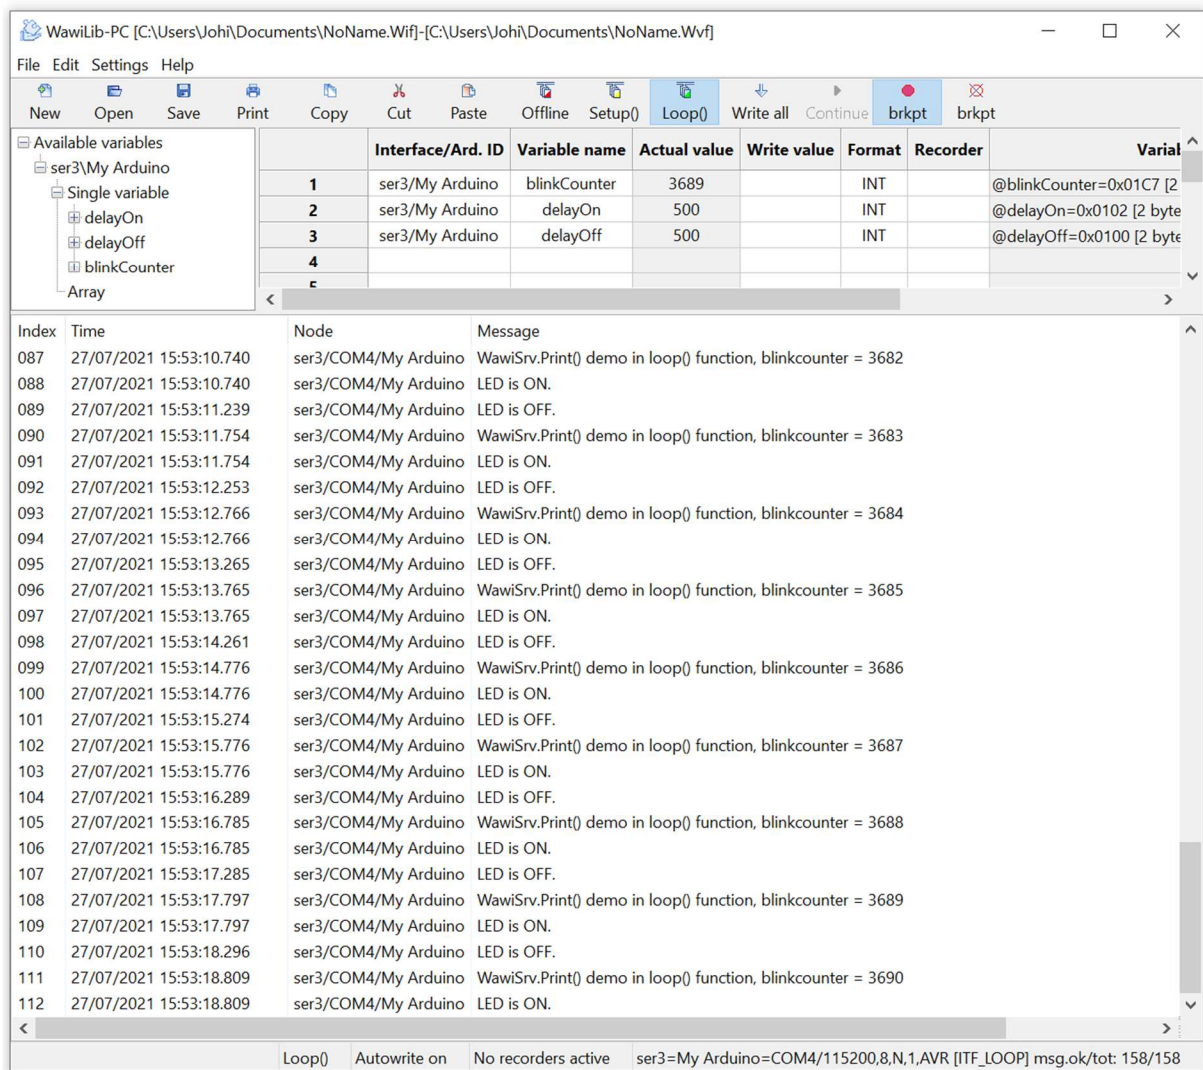 WawiLib-PC [C:\Users\Johi\Documents\NoName.Wif]-[C:\Users\Johi\Documents\NoName.Wvf]
File Edit Settings Help
New Open Save Print Copy Cut Paste Offline Setup() Loop() Write all Continue brkpt brkpt
Available variables
ser3\My Arduino
Single variable
delayOn
delayOff
blinkCounter
Array
Interface/Ard. ID Variable name Actual value Write value Format Recorder Variab
1 ser3/My Arduino blinkCounter 3689 INT @blinkCounter=0x01C7 [2
2 ser3/My Arduino delayOn 500 INT @delayOn=0x0102 [2 byte
3 ser3/My Arduino delayOff 500 INT @delayOff=0x0100 [2 byte
4
5
Index Time Node Message
087 27/07/2021 15:53:10.740 ser3/COM4/My Arduino WawiSrv.Print() demo in loop() function, blinkcounter = 3682
088 27/07/2021 15:53:10.740 ser3/COM4/My Arduino LED is ON.
089 27/07/2021 15:53:11.239 ser3/COM4/My Arduino LED is OFF.
090 27/07/2021 15:53:11.754 ser3/COM4/My Arduino WawiSrv.Print() demo in loop() function, blinkcounter = 3683
091 27/07/2021 15:53:11.754 ser3/COM4/My Arduino LED is ON.
092 27/07/2021 15:53:12.253 ser3/COM4/My Arduino LED is OFF.
093 27/07/2021 15:53:12.766 ser3/COM4/My Arduino WawiSrv.Print() demo in loop() function, blinkcounter = 3684
094 27/07/2021 15:53:12.766 ser3/COM4/My Arduino LED is ON.
095 27/07/2021 15:53:13.265 ser3/COM4/My Arduino LED is OFF.
096 27/07/2021 15:53:13.765 ser3/COM4/My Arduino WawiSrv.Print() demo in loop() function, blinkcounter = 3685
097 27/07/2021 15:53:13.765 ser3/COM4/My Arduino LED is ON.
098 27/07/2021 15:53:14.261 ser3/COM4/My Arduino LED is OFF.
099 27/07/2021 15:53:14.776 ser3/COM4/My Arduino WawiSrv.Print() demo in loop() function, blinkcounter = 3686
100 27/07/2021 15:53:14.776 ser3/COM4/My Arduino LED is ON.
101 27/07/2021 15:53:15.274 ser3/COM4/My Arduino LED is OFF.
102 27/07/2021 15:53:15.776 ser3/COM4/My Arduino WawiSrv.Print() demo in loop() function, blinkcounter = 3687
103 27/07/2021 15:53:15.776 ser3/COM4/My Arduino LED is ON.
104 27/07/2021 15:53:16.289 ser3/COM4/My Arduino LED is OFF.
105 27/07/2021 15:53:16.785 ser3/COM4/My Arduino WawiSrv.Print() demo in loop() function, blinkcounter = 3688
106 27/07/2021 15:53:16.785 ser3/COM4/My Arduino LED is ON.
107 27/07/2021 15:53:17.285 ser3/COM4/My Arduino LED is OFF.
108 27/07/2021 15:53:17.797 ser3/COM4/My Arduino WawiSrv.Print() demo in loop() function, blinkcounter = 3689
109 27/07/2021 15:53:17.797 ser3/COM4/My Arduino LED is ON.
110 27/07/2021 15:53:18.296 ser3/COM4/My Arduino LED is OFF.
111 27/07/2021 15:53:18.809 ser3/COM4/My Arduino WawiSrv.Print() demo in loop() function, blinkcounter = 3690
112 27/07/2021 15:53:18.809 ser3/COM4/My Arduino LED is ON.
Loop() Autowrite on No recorders active ser3=My Arduino=COM4/115200,8,N,1,AVR [ITF_LOOP] msg.ok/tot: 158/158